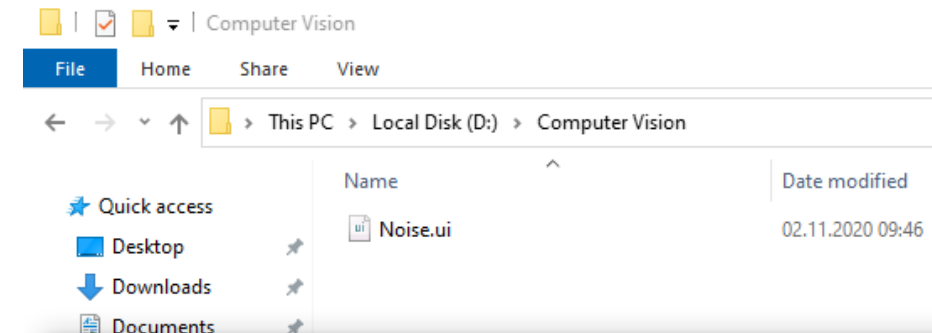 Computer Vision
File Home Share View
This PC > Local Disk (D:) > Computer Vision
Name Date modified
Quick access
ui Noise.ui 02.11.2020 09:46
Desktop
Downloads
Documents